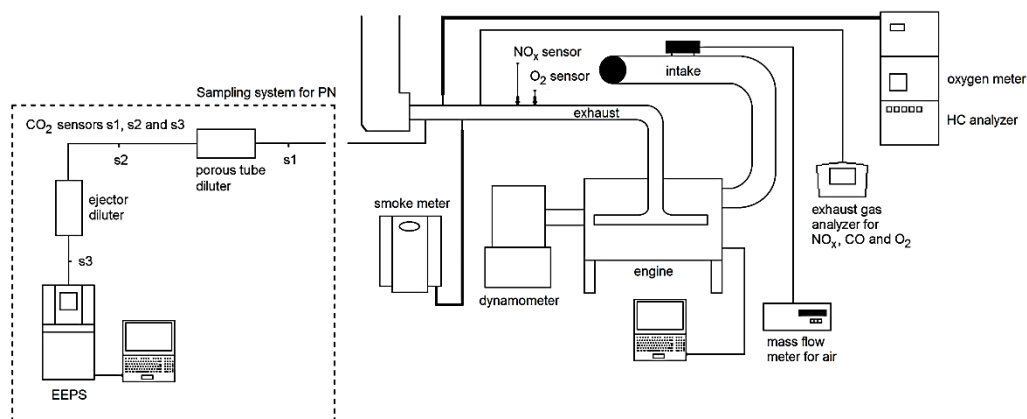 Sampling system for PN
CO₂ sensors s1, s2 and s3
s2
s1
porous tube
diluter
ejector
diluter
s3
EEPS
NOₓ sensor
O₂ sensor
exhaust
intake
smoke meter
dynamometer
engine
oxygen meter
HC analyzer
exhaust gas
analyzer for
NOₓ, CO and O₂
mass flow
meter for air